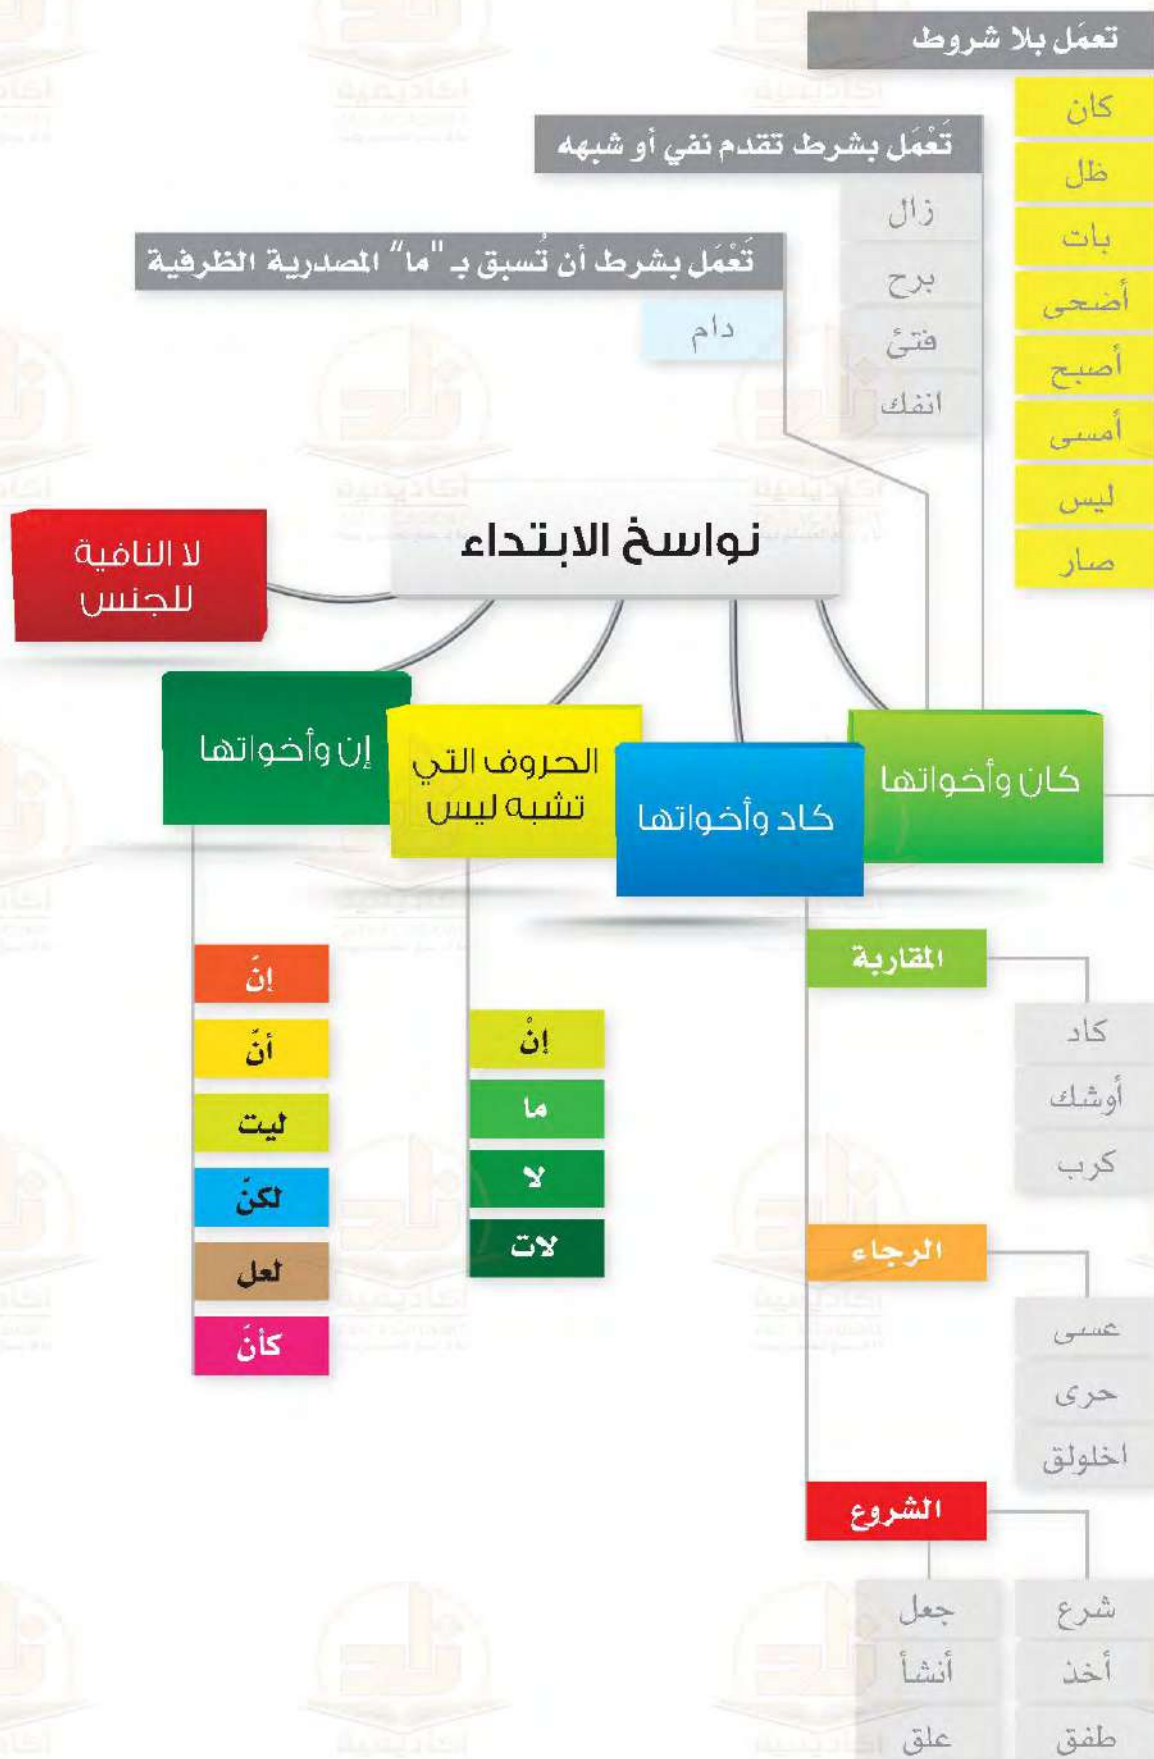 تعمَل بلا شروط
كان
ظل
بات
أضحى
أصبح
أمسى
ليس
صار
تَعْمَل بشرط تقدم نفي أو شبهه
زال
برح
فتئ
انفك
تَعْمَل بشرط أن تُسبق بـ "ما" المصدرية الظرفية
دام
نواسخ الابتداء
كان وأخواتها
كاد وأخواتها
الحروف التي
تشبه ليس
إن وأخواتها
لا النافية
للجنس
المقاربة
كاد
أوشك
كرب
الرجاء
عسى
حرى
اخلولق
الشروع
شرع
أخذ
طفق
جعل
أنشأ
علق
إنْ
ما
لا
لات
إنَّ
أنَّ
ليت
لكنَّ
لعل
كأنَّ